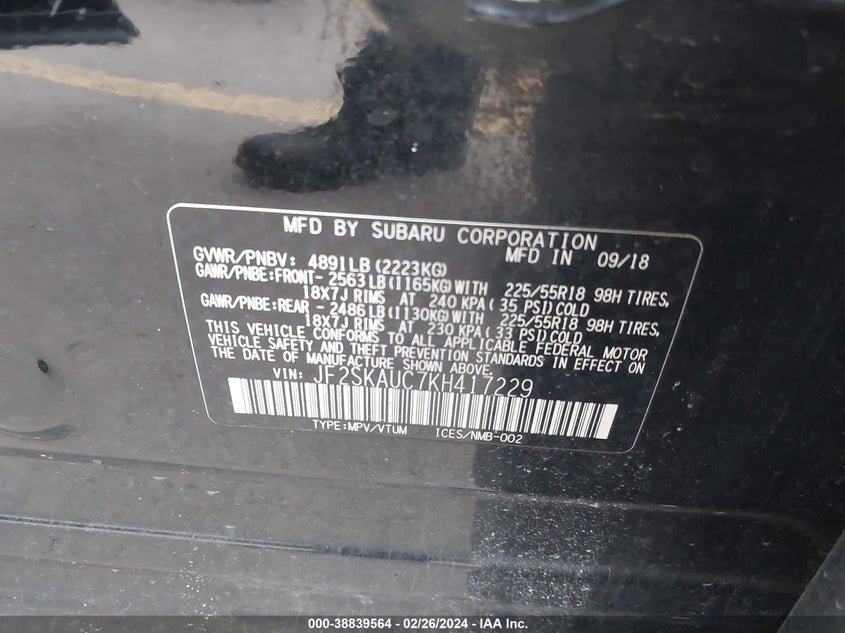 MFD BY SUBARU CORPORATION
GVWR/PNBV: 4891LB(2223KG) MFD IN 09/18
GAWR/PNBE:FRONT- 2563LB(1165KG)WITH 225/55R18 98H TIRES,
18X7J RIMS AT 240 KPA( 35 PSI)COLD
GAWR/PNBE:REAR - 2486LB(1130KG)WITH 225/55R18 98H TIRES,
18X7J RIMS AT 230 KPA( 33 PSI)COLD
THIS VEHICLE CONFORMS TO ALL APPLICABLE FEDERAL MOTOR
VEHICLE SAFETY AND THEFT PREVENTION STANDARDS IN EFFECT ON
THE DATE OF MANUFACTURE SHOWN ABOVE.
VIN: JF2SKAUC7KH417229
TYPE:MPV/VTUM ICES/NMB-002
000-38839564 / 02/26/2024 / IAA Inc.